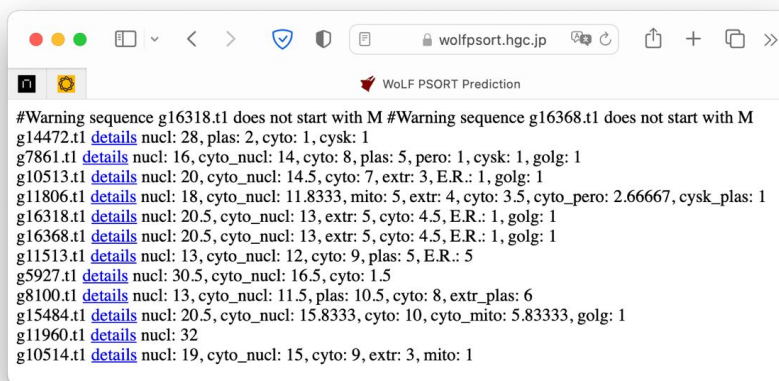 wolfpsort.hgc.jp
WoLF PSORT Prediction
#Warning sequence g16318.t1 does not start with M #Warning sequence g16368.t1 does not start with M
g14472.t1 details nucl: 28, plas: 2, cyto: 1, cysk: 1
g7861.t1 details nucl: 16, cyto_nucl: 14, cyto: 8, plas: 5, pero: 1, cysk: 1, golg: 1
g10513.t1 details nucl: 20, cyto_nucl: 14.5, cyto: 7, extr: 3, E.R.: 1, golg: 1
g11806.t1 details nucl: 18, cyto_nucl: 11.8333, mito: 5, extr: 4, cyto: 3.5, cyto_pero: 2.66667, cysk_plas: 1
g16318.t1 details nucl: 20.5, cyto_nucl: 13, extr: 5, cyto: 4.5, E.R.: 1, golg: 1
g16368.t1 details nucl: 20.5, cyto_nucl: 13, extr: 5, cyto: 4.5, E.R.: 1, golg: 1
g11513.t1 details nucl: 13, cyto_nucl: 12, cyto: 9, plas: 5, E.R.: 5
g5927.t1 details nucl: 30.5, cyto_nucl: 16.5, cyto: 1.5
g8100.t1 details nucl: 13, cyto_nucl: 11.5, plas: 10.5, cyto: 8, extr_plas: 6
g15484.t1 details nucl: 20.5, cyto_nucl: 15.8333, cyto: 10, cyto_mito: 5.83333, golg: 1
g11960.t1 details nucl: 32
g10514.t1 details nucl: 19, cyto_nucl: 15, cyto: 9, extr: 3, mito: 1